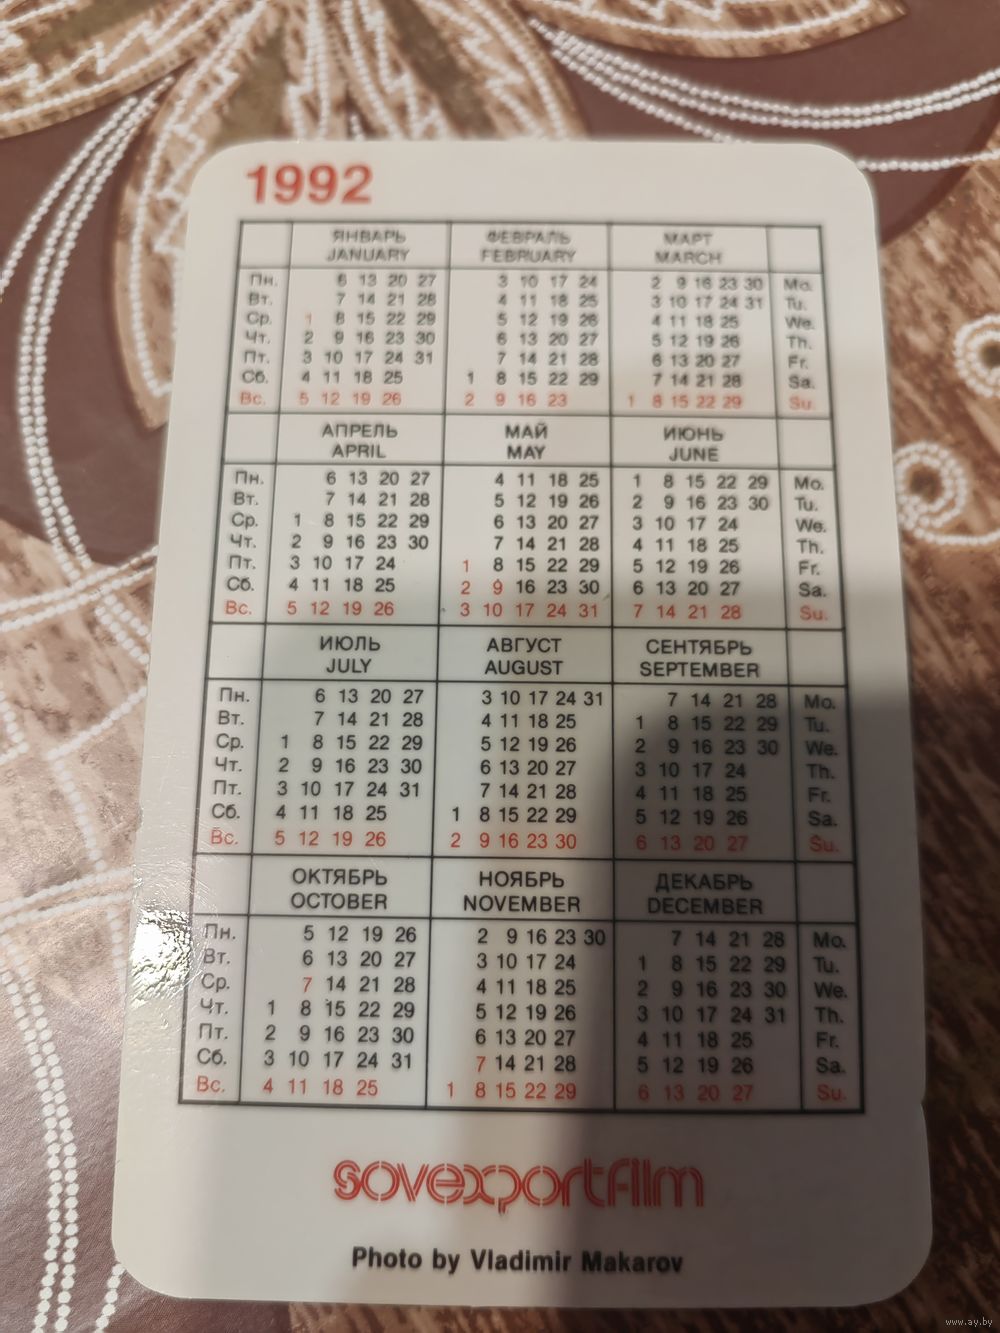 1992
ЯНВАРЬ ФЕВРАЛЬ МАРТ
JANUARY FEBRUARY MARCH
Пн. 6 13 20 27 3 10 17 24 2 9 16 23 30 Mo.
Вт. 7 14 21 28 4 11 18 25 3 10 17 24 31 Tu.
Ср. 1 8 15 22 29 5 12 19 26 4 11 18 25 We.
Чт. 2 9 16 23 30 6 13 20 27 5 12 19 26 Th.
Пт. 3 10 17 24 31 7 14 21 28 6 13 20 27 Fr.
Сб. 4 11 18 25 1 8 15 22 29 7 14 21 28 Sa.
Вс. 5 12 19 26 2 9 16 23 1 8 15 22 29 Su.
АПРЕЛЬ МАЙ ИЮНЬ
APRIL MAY JUNE
Пн. 6 13 20 27 4 11 18 25 1 8 15 22 29 Mo.
Вт. 7 14 21 28 5 12 19 26 2 9 16 23 30 Tu.
Ср. 1 8 15 22 29 6 13 20 27 3 10 17 24 We.
Чт. 2 9 16 23 30 7 14 21 28 4 11 18 25 Th.
Пт. 3 10 17 24 1 8 15 22 29 5 12 19 26 Fr.
Сб. 4 11 18 25 2 9 16 23 30 6 13 20 27 Sa.
Вс. 5 12 19 26 3 10 17 24 31 7 14 21 28 Su.
ИЮЛЬ АВГУСТ СЕНТЯБРЬ
JULY AUGUST SEPTEMBER
Пн. 6 13 20 27 3 10 17 24 31 7 14 21 28 Mo.
Вт. 7 14 21 28 4 11 18 25 1 8 15 22 29 Tu.
Ср. 1 8 15 22 29 5 12 19 26 2 9 16 23 30 We.
Чт. 2 9 16 23 30 6 13 20 27 3 10 17 24 Th.
Пт. 3 10 17 24 31 7 14 21 28 4 11 18 25 Fr.
Сб. 4 11 18 25 1 8 15 22 29 5 12 19 26 Sa.
Вс. 5 12 19 26 2 9 16 23 30 6 13 20 27 Su.
ОКТЯБРЬ НОЯБРЬ ДЕКАБРЬ
OCTOBER NOVEMBER DECEMBER
Пн. 5 12 19 26 2 9 16 23 30 7 14 21 28 Mo.
Вт. 6 13 20 27 3 10 17 24 1 8 15 22 29 Tu.
Ср. 7 14 21 28 4 11 18 25 2 9 16 23 30 We.
Чт. 1 8 15 22 29 5 12 19 26 3 10 17 24 31 Th.
Пт. 2 9 16 23 30 6 13 20 27 4 11 18 25 Fr.
Сб. 3 10 17 24 31 7 14 21 28 5 12 19 26 Sa.
Вс. 4 11 18 25 1 8 15 22 29 6 13 20 27 Su.
sovexportfilm
Photo by Vladimir Makarov
www.ay.by